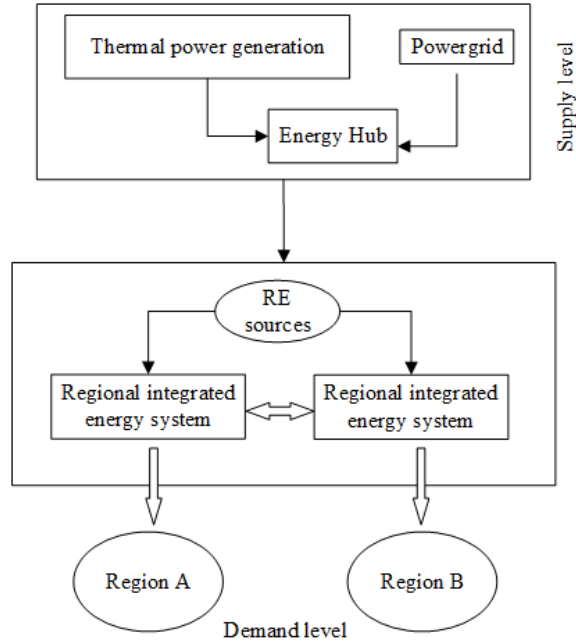 Thermal power generation
Powergrid
Energy Hub
Supply level
RE
sources
Regional integrated
energy system
Regional integrated
energy system
Region A
Region B
Demand level